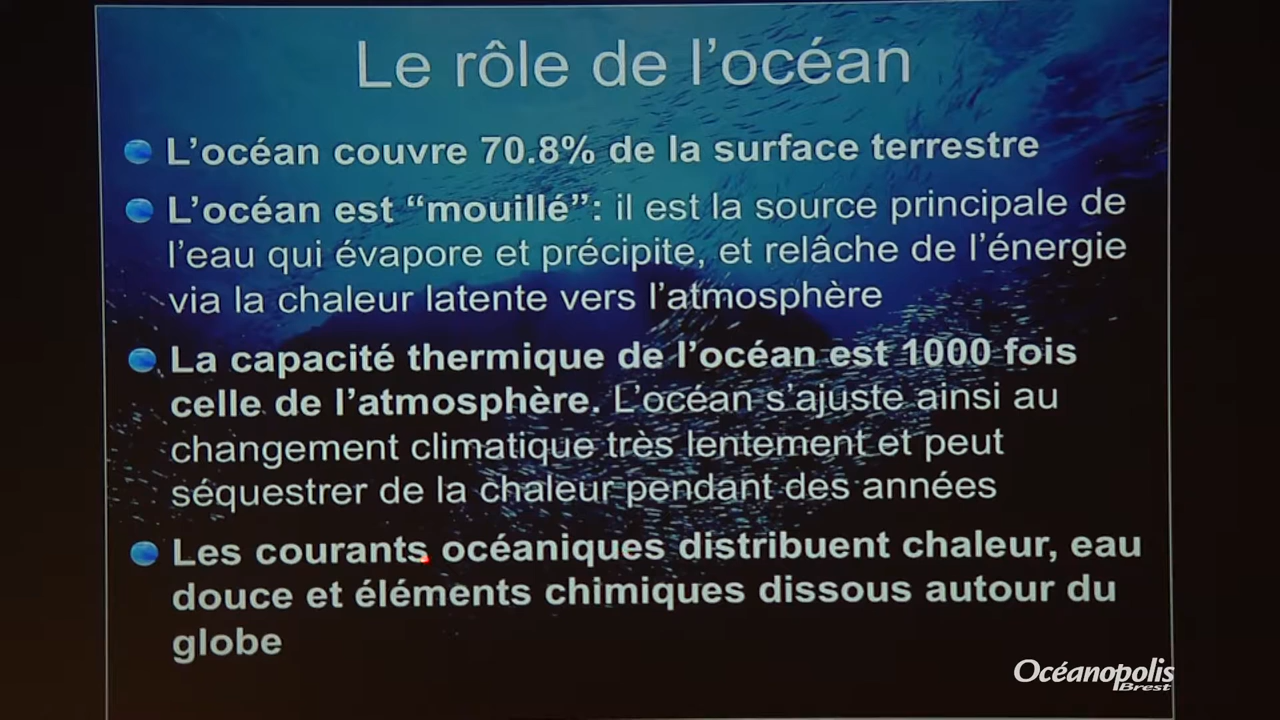 Le rôle de l’océan
L’océan couvre 70.8% de la surface terrestre
L’océan est “mouillé”: il est la source principale de
l’eau qui évapore et précipite, et relâche de l’énergie
via la chaleur latente vers l’atmosphère
La capacité thermique de l’océan est 1000 fois
celle de l’atmosphère. L’océan s’ajuste ainsi au
changement climatique très lentement et peut
séquestrer de la chaleur pendant des années
Les courants océaniques distribuent chaleur, eau
douce et éléments chimiques dissous autour du
globe
Océanopolis
Brest